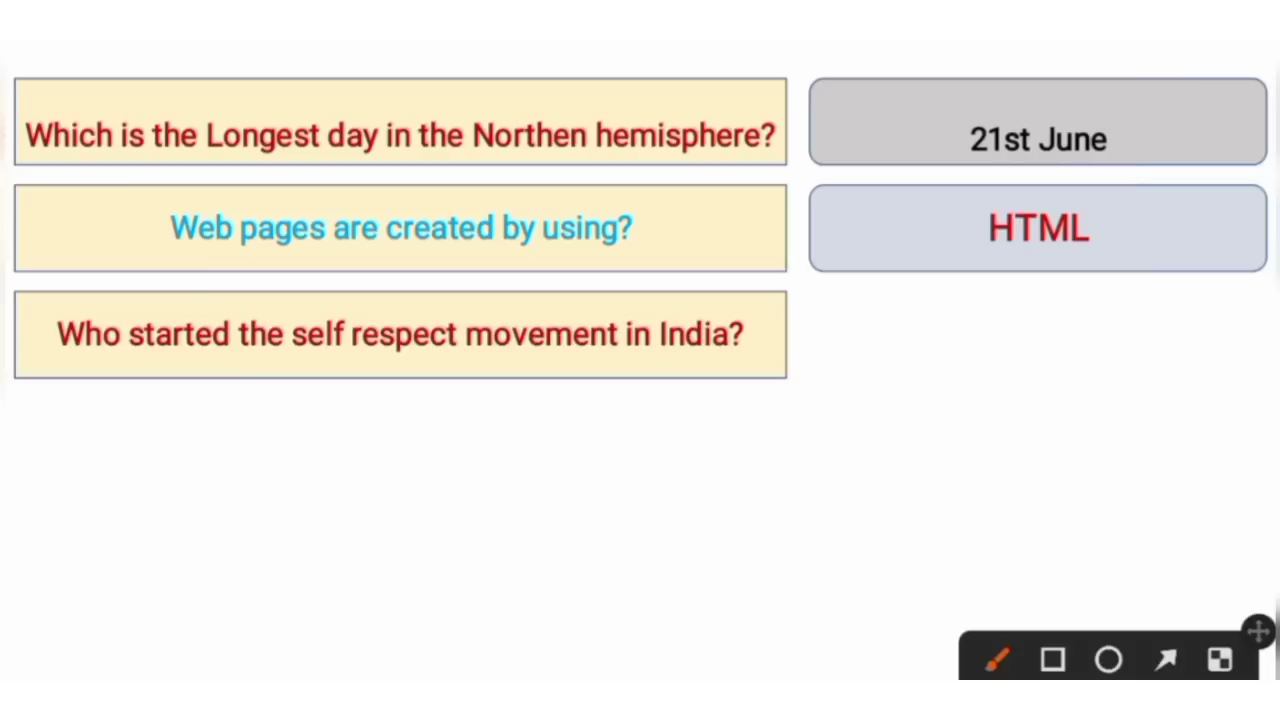 Which is the Longest day in the Northen hemisphere?
21st June
Web pages are created by using?
HTML
Who started the self respect movement in India?